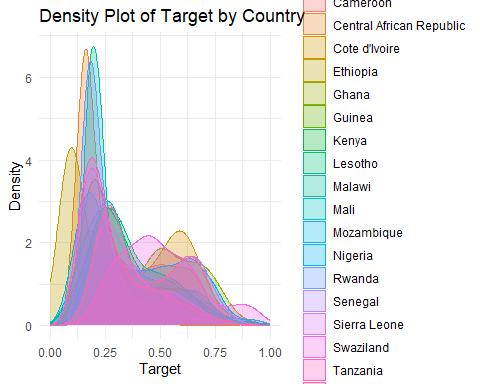 Density Plot of Target by Country
Density
6
4
2
0
0.00
0.25
0.50
0.75
1.00
Target
Cameroon
Central African Republic
Cote d'Ivoire
Ethiopia
Ghana
Guinea
Kenya
Lesotho
Malawi
Mali
Mozambique
Nigeria
Rwanda
Senegal
Sierra Leone
Swaziland
Tanzania